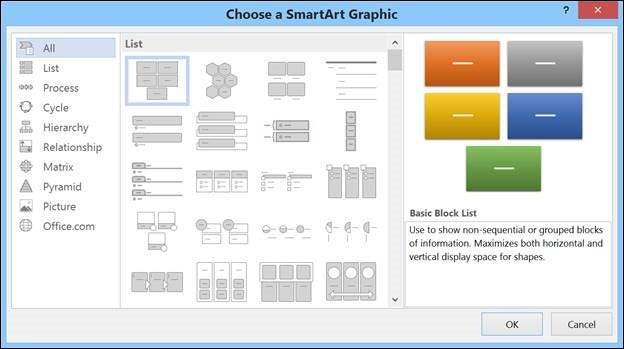 Choose a SmartArt Graphic
?
All
List
Process
Cycle
Hierarchy
Relationship
Matrix
Pyramid
Picture
Office.com
List
Basic Block List
Use to show non-sequential or grouped blocks
of information. Maximizes both horizontal and
vertical display space for shapes.
OK
Cancel